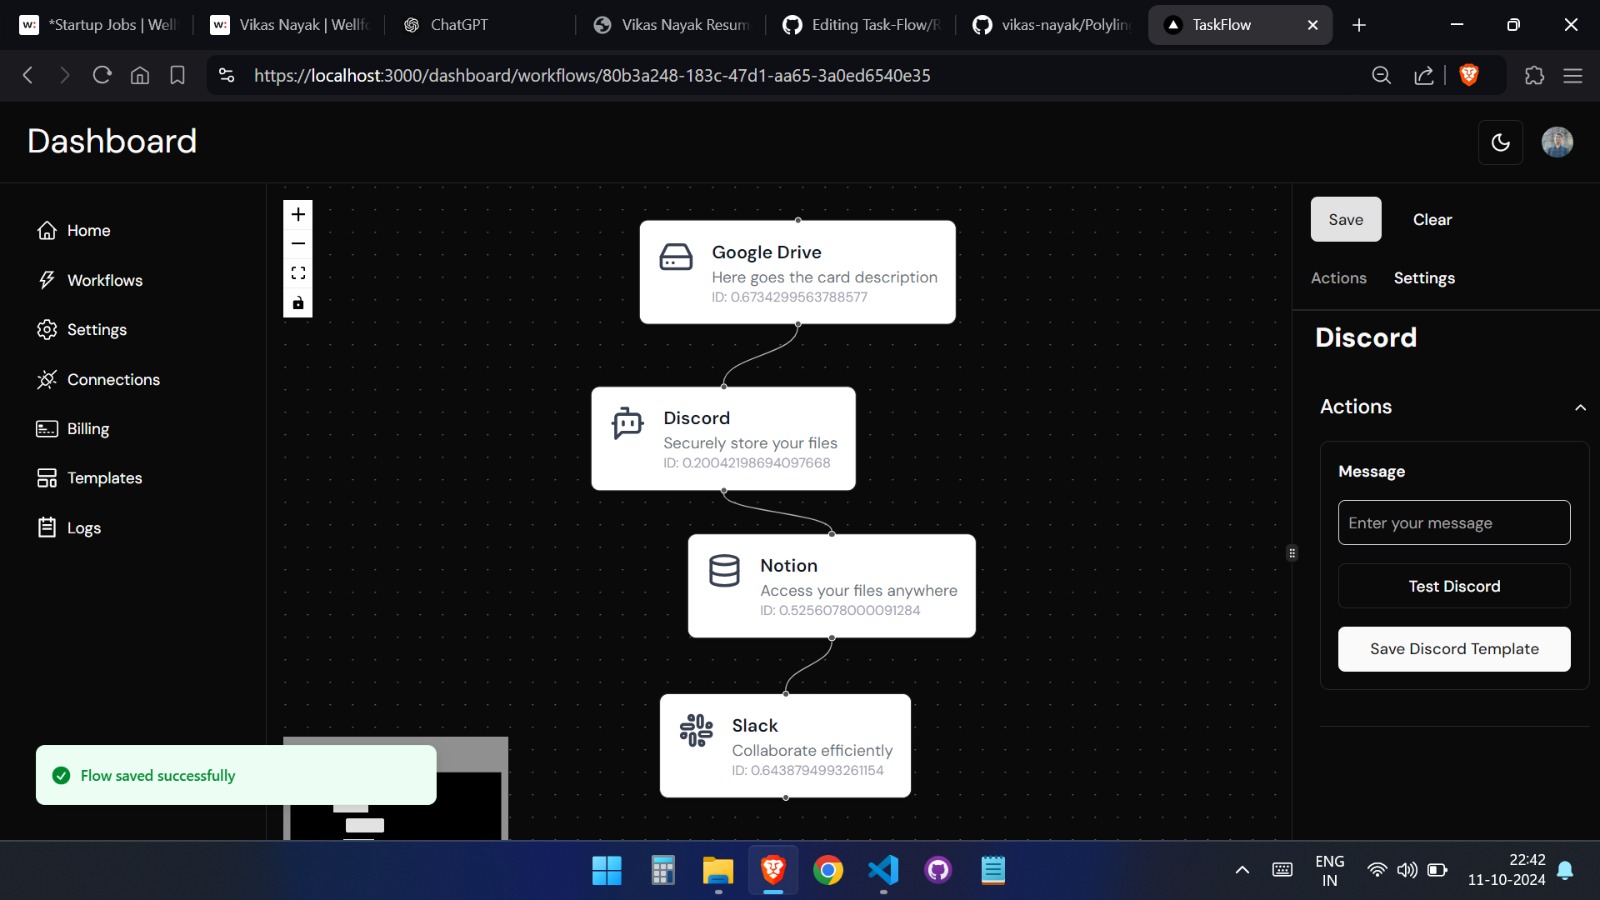 *Startup Jobs | Well
Vikas Nayak | Wellfo
ChatGPT
Vikas Nayak Resum
Editing Task-Flow/R
vikas-nayak/Polylin
TaskFlow
https://localhost:3000/dashboard/workflows/80b3a248-183c-47d1-aa65-3a0ed6540e35
Dashboard
Home
Workflows
Settings
Connections
Billing
Templates
Logs
Google Drive
Here goes the card description
ID: 0.6734299563788577
Discord
Securely store your files
ID: 0.20042198694097668
Notion
Access your files anywhere
ID: 0.5256078000091284
Slack
Collaborate efficiently
ID: 0.6438794993261154
Flow saved successfully
Save
Clear
Actions
Settings
Discord
Actions
Message
Enter your message
Test Discord
Save Discord Template
ENG
IN
22:42
11-10-2024